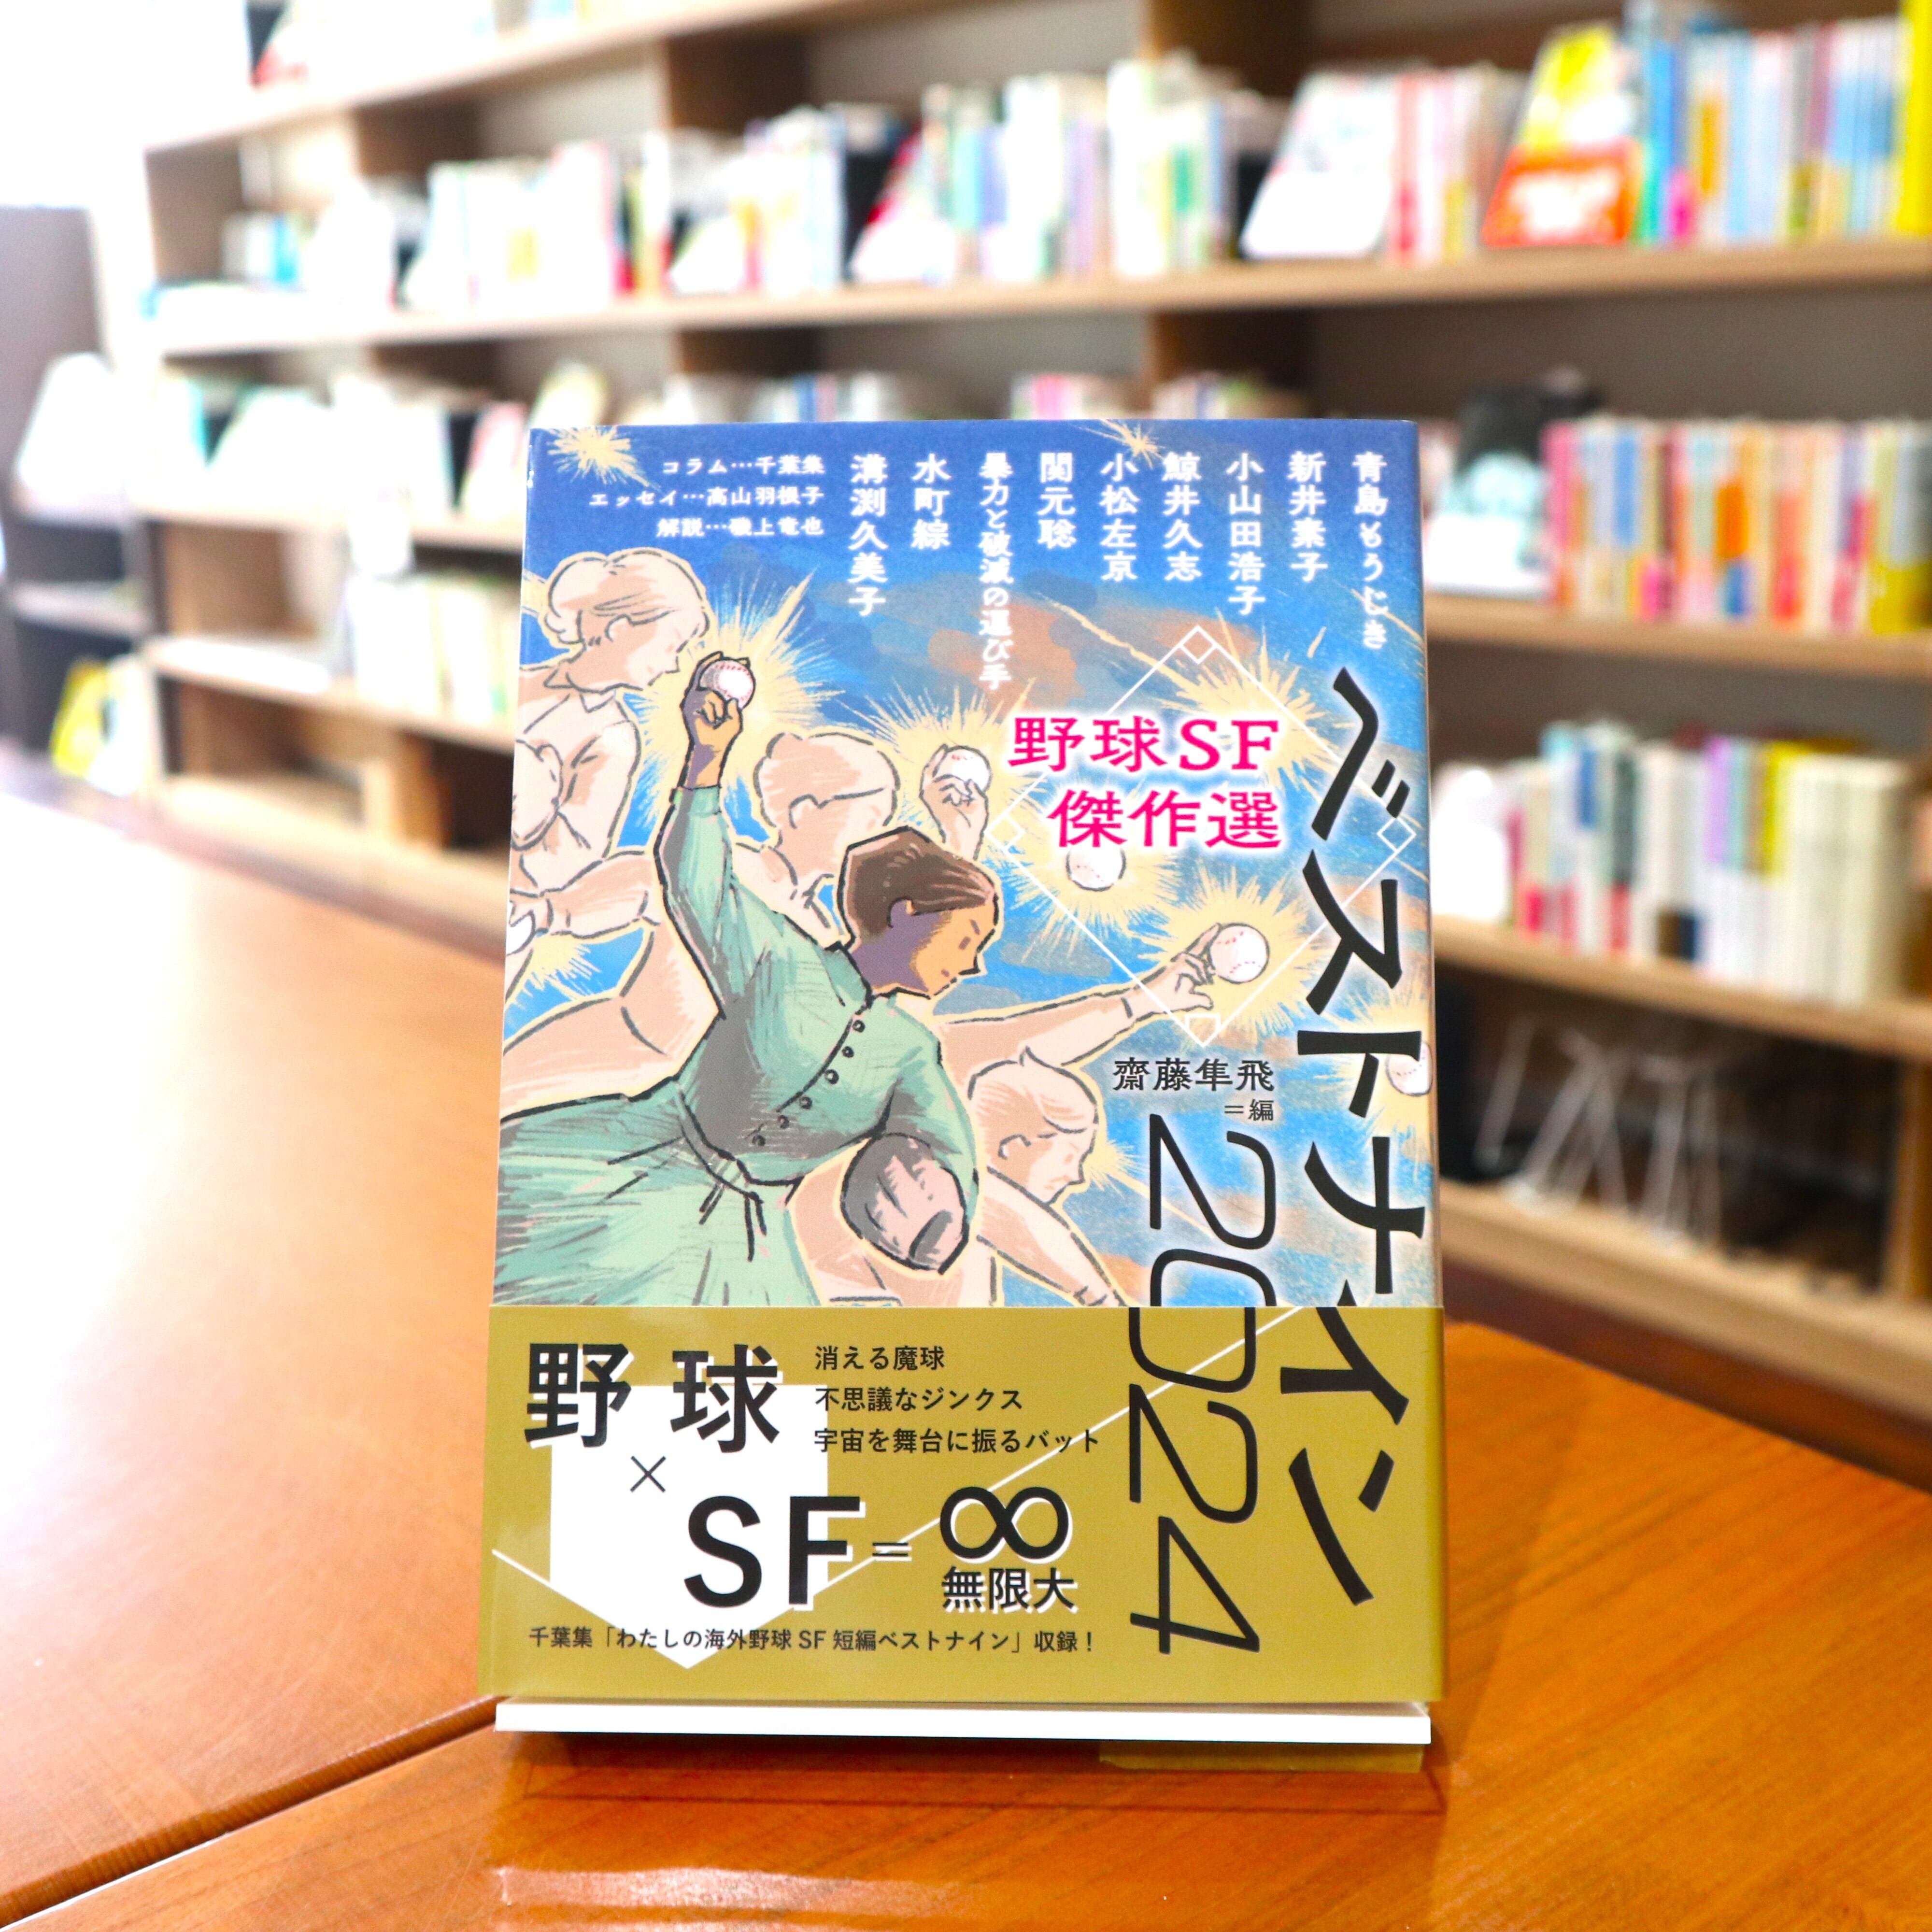 青島もうじき
新井素子
小山田浩子
鯨井久志
小松左京
関元聡
暴力と破滅の運び手
水町綜
溝渕久美子
コラム…千葉集
エッセイ…高山羽根子
解説…磯上竜也
野球SF
傑作選
ベストナイン
2024
齋藤隼飛
=編
野球
×
SF=∞
無限大
消える魔球
不思議なジンクス
宇宙を舞台に振るバット
千葉集「わたしの海外野球SF短編ベストナイン」収録！